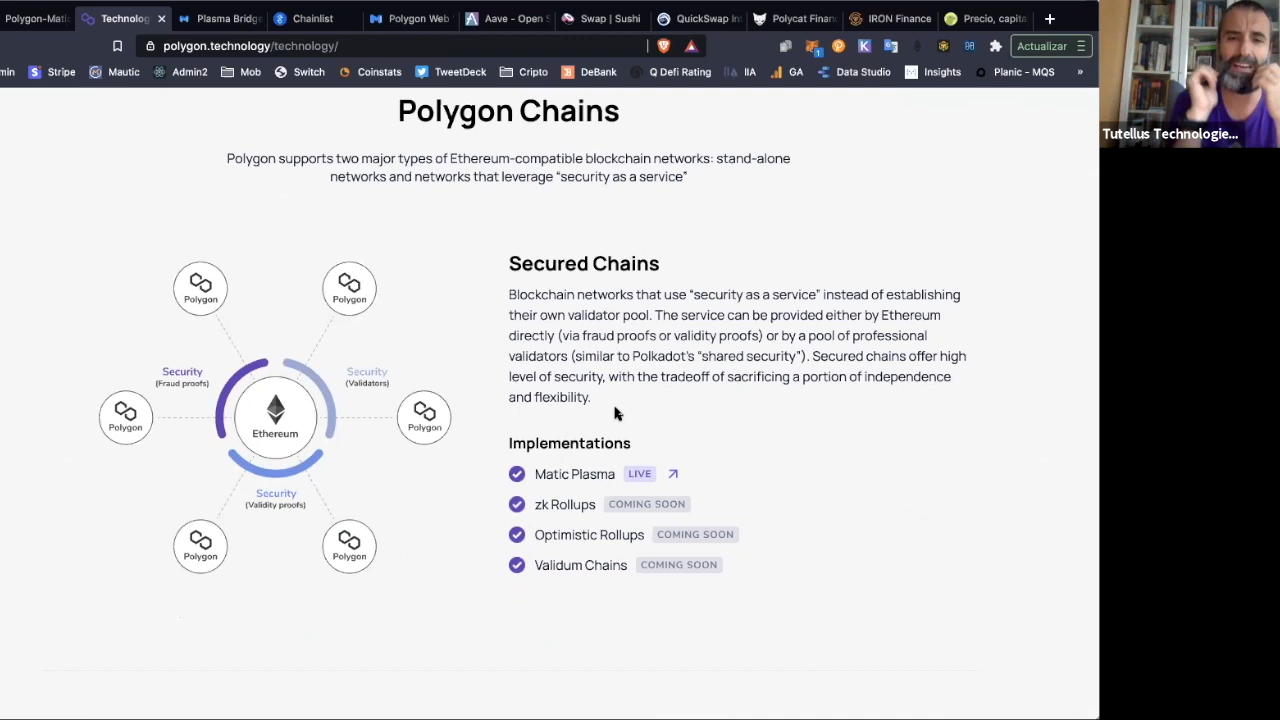 Polygon-Mati
Technolog
Plasma Bridge
Chainlist
Polygon Web
Aave - Open S
Swap | Sushi
QuickSwap Int
Polycat Finan
IRON Finance
Precio, capita
polygon.technology/technology/
Actualizar
min
Stripe
Mautic
Admin2
Mob
Switch
Coinstats
TweetDeck
Cripto
DeBank
Q Defi Rating
IIA
GA
Data Studio
Insights
Planic - MQS
»
Tutellus Technologie...
Polygon Chains
Polygon supports two major types of Ethereum-compatible blockchain networks: stand-alone
networks and networks that leverage “security as a service”
Polygon
Polygon
Security
(Fraud proofs)
Security
(Validators)
Polygon
Ethereum
Polygon
Security
(Validity proofs)
Polygon
Polygon
Secured Chains
Blockchain networks that use “security as a service” instead of establishing
their own validator pool. The service can be provided either by Ethereum
directly (via fraud proofs or validity proofs) or by a pool of professional
validators (similar to Polkadot’s “shared security”). Secured chains offer high
level of security, with the tradeoff of sacrificing a portion of independence
and flexibility.
Implementations
Matic Plasma LIVE
zk Rollups COMING SOON
Optimistic Rollups COMING SOON
Validum Chains COMING SOON